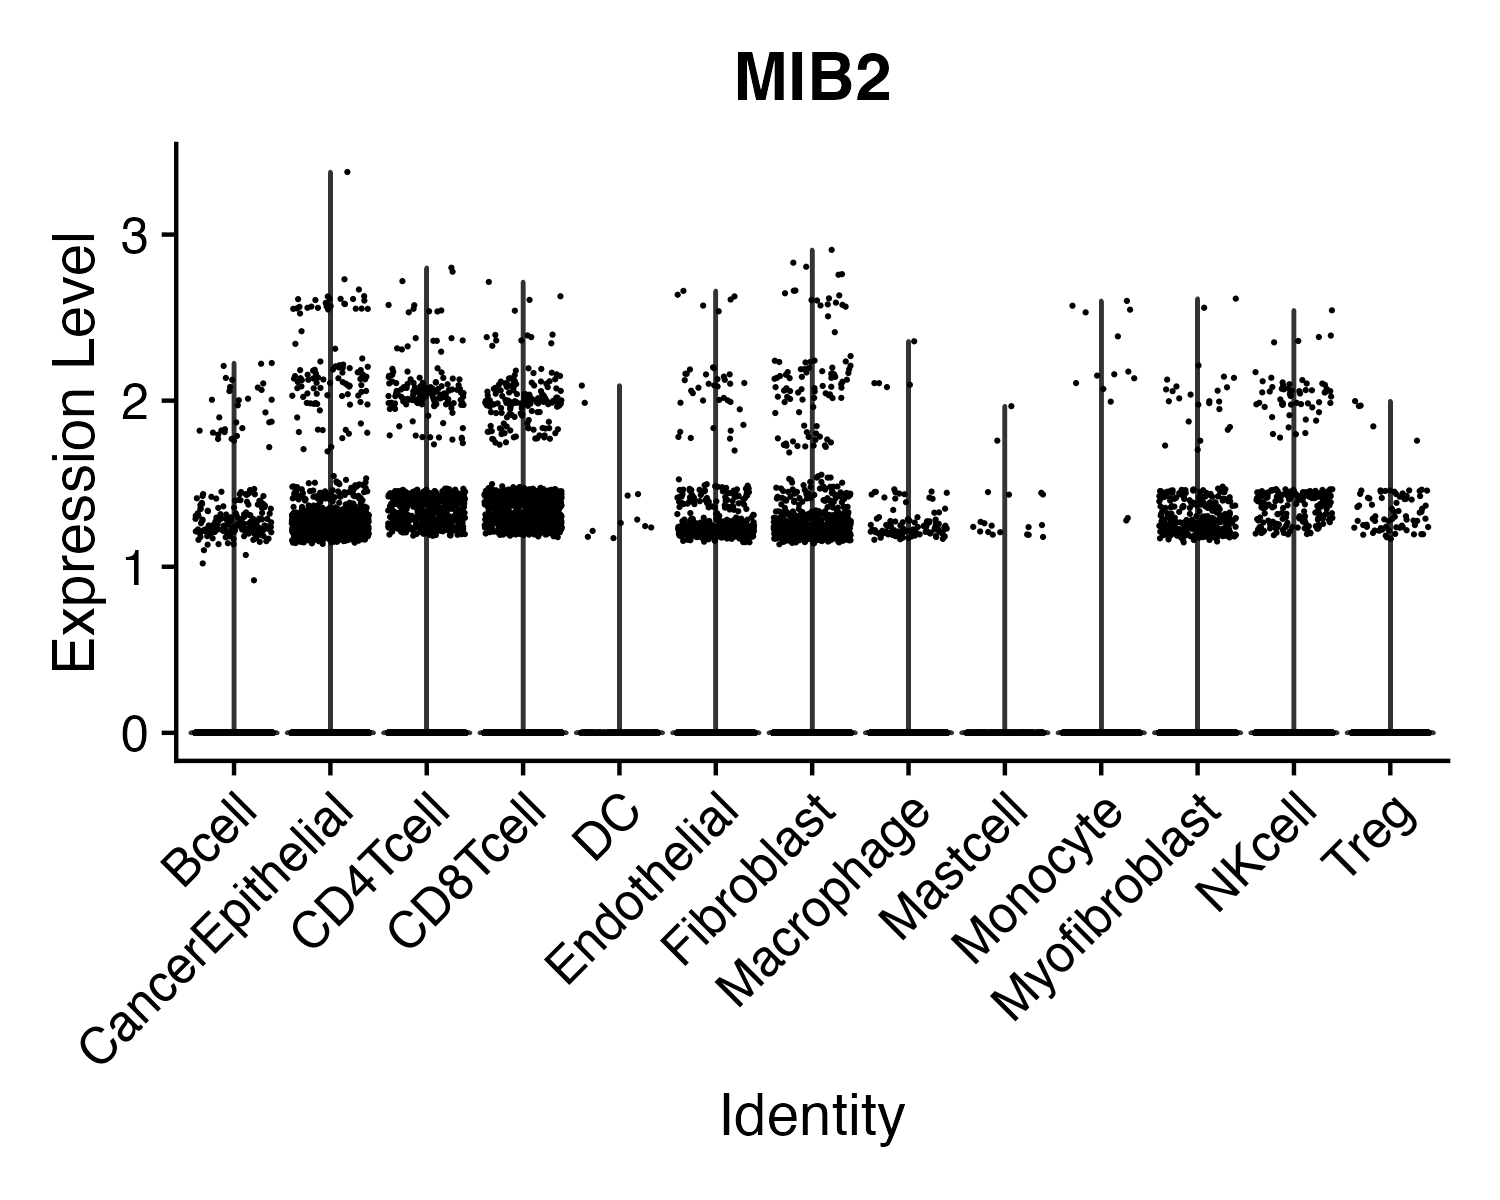 MIB2
Expression Level
3
2
1
0
Bcell
CancerEpithelial
CD4Tcell
CD8Tcell
DC
Endothelial
Fibroblast
Macrophage
Mastcell
Monocyte
Myofibroblast
NKcell
Treg
Identity